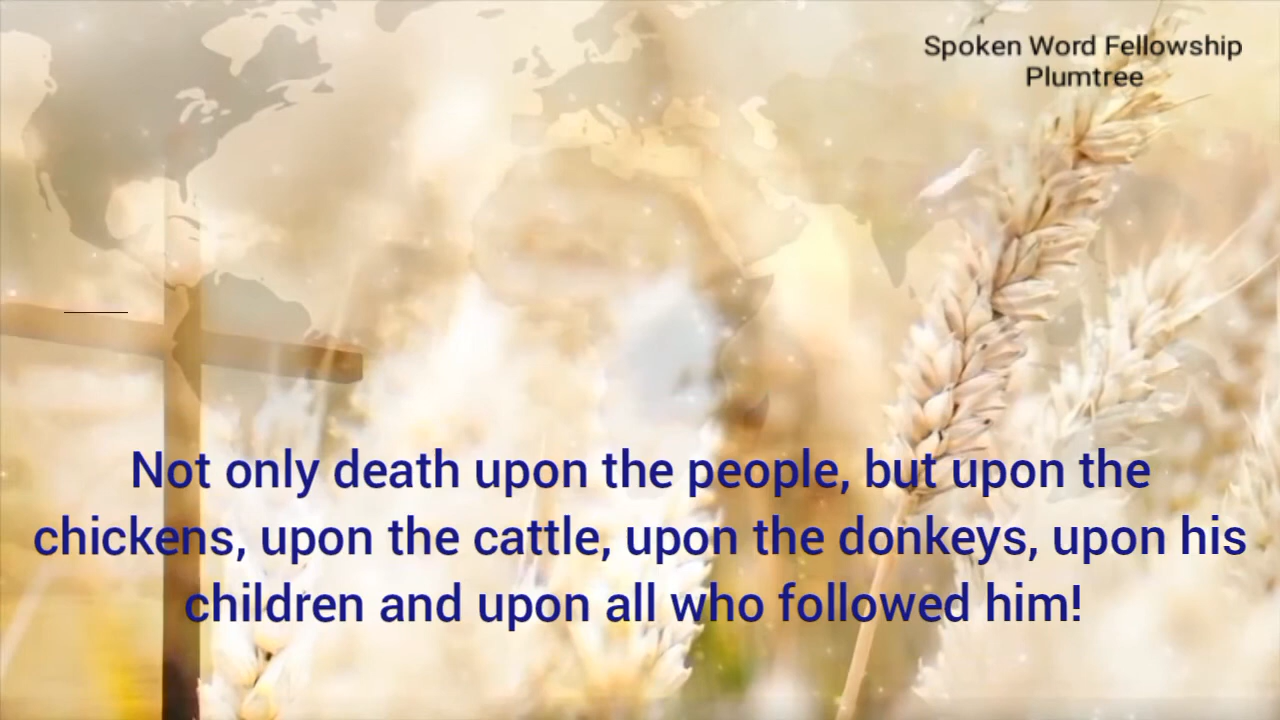 Spoken Word Fellowship
Plumtree
Not only death upon the people, but upon the
chickens, upon the cattle, upon the donkeys, upon his
children and upon all who followed him!